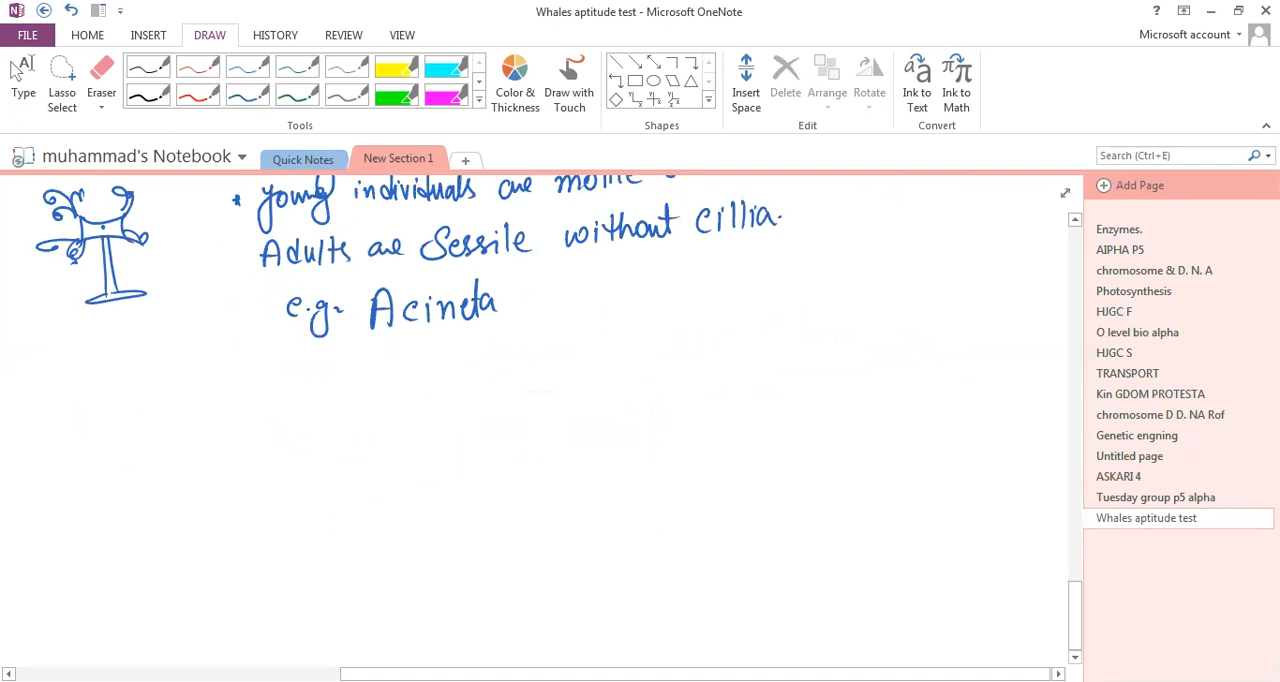 Whales aptitude test - Microsoft OneNote
FILE HOME INSERT DRAW HISTORY REVIEW VIEW
Microsoft account
Type
Lasso Select
Eraser
Color & Thickness
Draw with Touch
Insert Space
Delete
Arrange
Rotate
Ink to Text
Ink to Math
Tools
Shapes
Edit
Convert
muhammad's Notebook
Quick Notes
New Section 1
Search (Ctrl+E)
Add Page
young individuals are motile
Adults are Sessile without cillia.
e.g. Acineta
Enzymes.
AlPHA P5
chromosome & D. N. A
Photosynthesis
HJGC F
O level bio alpha
HJGC S
TRANSPORT
Kin GDOM PROTESTA
chromosome D D. NA Rof
Genetic engning
Untitled page
ASKARI 4
Tuesday group p5 alpha
Whales aptitude test